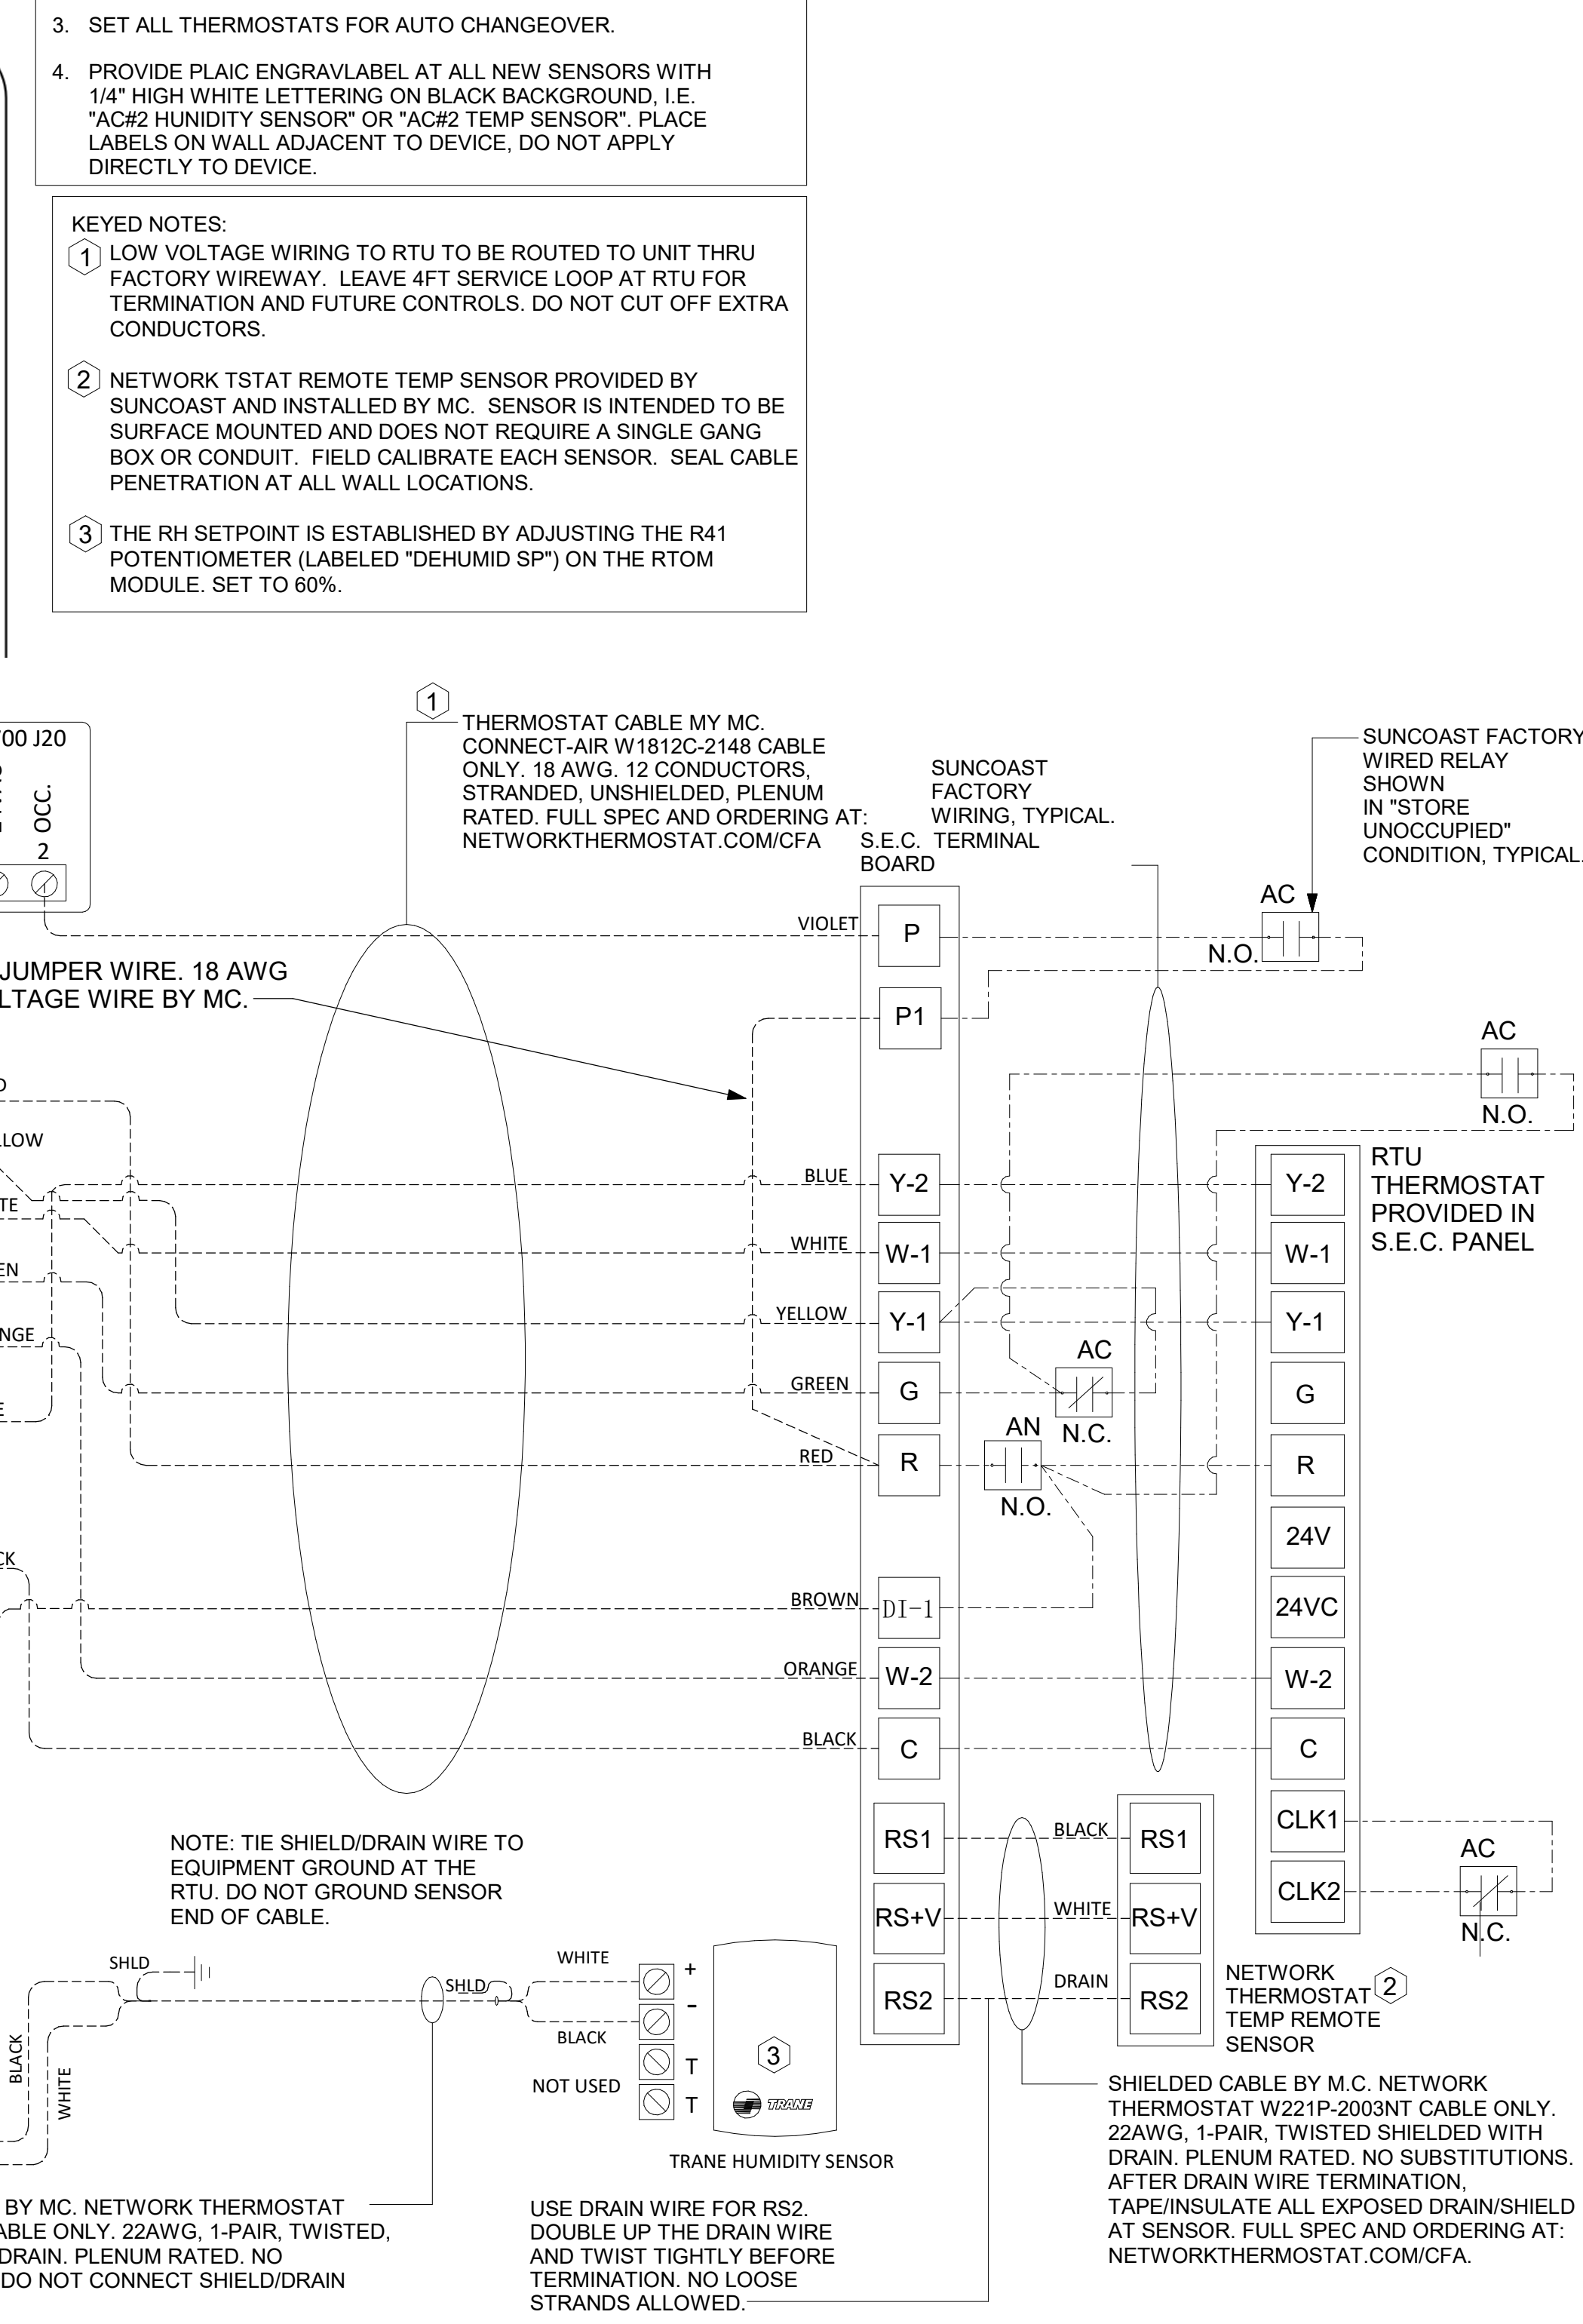 3. SET ALL THERMOSTATS FOR AUTO CHANGEOVER.
4. PROVIDE PLAIC ENGRAVLABEL AT ALL NEW SENSORS WITH
1/4" HIGH WHITE LETTERING ON BLACK BACKGROUND, I.E.
"AC#2 HUNIDITY SENSOR" OR "AC#2 TEMP SENSOR". PLACE
LABELS ON WALL ADJACENT TO DEVICE, DO NOT APPLY
DIRECTLY TO DEVICE.
KEYED NOTES:
1 LOW VOLTAGE WIRING TO RTU TO BE ROUTED TO UNIT THRU
FACTORY WIREWAY. LEAVE 4FT SERVICE LOOP AT RTU FOR
TERMINATION AND FUTURE CONTROLS. DO NOT CUT OFF EXTRA
CONDUCTORS.
2 NETWORK TSTAT REMOTE TEMP SENSOR PROVIDED BY
SUNCOAST AND INSTALLED BY MC. SENSOR IS INTENDED TO BE
SURFACE MOUNTED AND DOES NOT REQUIRE A SINGLE GANG
BOX OR CONDUIT. FIELD CALIBRATE EACH SENSOR. SEAL CABLE
PENETRATION AT ALL WALL LOCATIONS.
3 THE RH SETPOINT IS ESTABLISHED BY ADJUSTING THE R41
POTENTIOMETER (LABELED "DEHUMID SP") ON THE RTOM
MODULE. SET TO 60%.
1
THERMOSTAT CABLE MY MC.
CONNECT-AIR W1812C-2148 CABLE
ONLY. 18 AWG. 12 CONDUCTORS,
STRANDED, UNSHIELDED, PLENUM
RATED. FULL SPEC AND ORDERING AT:
NETWORKTHERMOSTAT.COM/CFA
SUNCOAST
FACTORY
WIRING, TYPICAL.
S.E.C. TERMINAL
BOARD
SUNCOAST FACTORY
WIRED RELAY
SHOWN
IN "STORE
UNOCCUPIED"
CONDITION, TYPICAL.
00 J20
OCC.
2
VIOLET
P
AC
N.O.
JUMPER WIRE. 18 AWG
LTAGE WIRE BY MC.
P1
AC
N.O.
LLOW
TE
EN
NGE
E
CK
BLUE
Y-2
Y-2
RTU
THERMOSTAT
PROVIDED IN
S.E.C. PANEL
WHITE
W-1
W-1
YELLOW
Y-1
Y-1
AC
N.C.
GREEN
G
G
AN
N.O.
RED
R
R
24V
BROWN
DI-1
24VC
ORANGE
W-2
W-2
BLACK
C
C
RS1
BLACK
RS1
CLK1
AC
N.C.
CLK2
RS+V
WHITE
RS+V
RS2
DRAIN
RS2
NETWORK
THERMOSTAT 2
TEMP REMOTE
SENSOR
NOTE: TIE SHIELD/DRAIN WIRE TO
EQUIPMENT GROUND AT THE
RTU. DO NOT GROUND SENSOR
END OF CABLE.
SHLD
SHLD
WHITE
BLACK
NOT USED
+
-
T
T
3
TRANE
TRANE HUMIDITY SENSOR
BLACK
WHITE
SHIELDED CABLE BY M.C. NETWORK
THERMOSTAT W221P-2003NT CABLE ONLY.
22AWG, 1-PAIR, TWISTED SHIELDED WITH
DRAIN. PLENUM RATED. NO SUBSTITUTIONS.
AFTER DRAIN WIRE TERMINATION,
TAPE/INSULATE ALL EXPOSED DRAIN/SHIELD
AT SENSOR. FULL SPEC AND ORDERING AT:
NETWORKTHERMOSTAT.COM/CFA.
BY MC. NETWORK THERMOSTAT
ABLE ONLY. 22AWG, 1-PAIR, TWISTED,
DRAIN. PLENUM RATED. NO
DO NOT CONNECT SHIELD/DRAIN
USE DRAIN WIRE FOR RS2.
DOUBLE UP THE DRAIN WIRE
AND TWIST TIGHTLY BEFORE
TERMINATION. NO LOOSE
STRANDS ALLOWED.